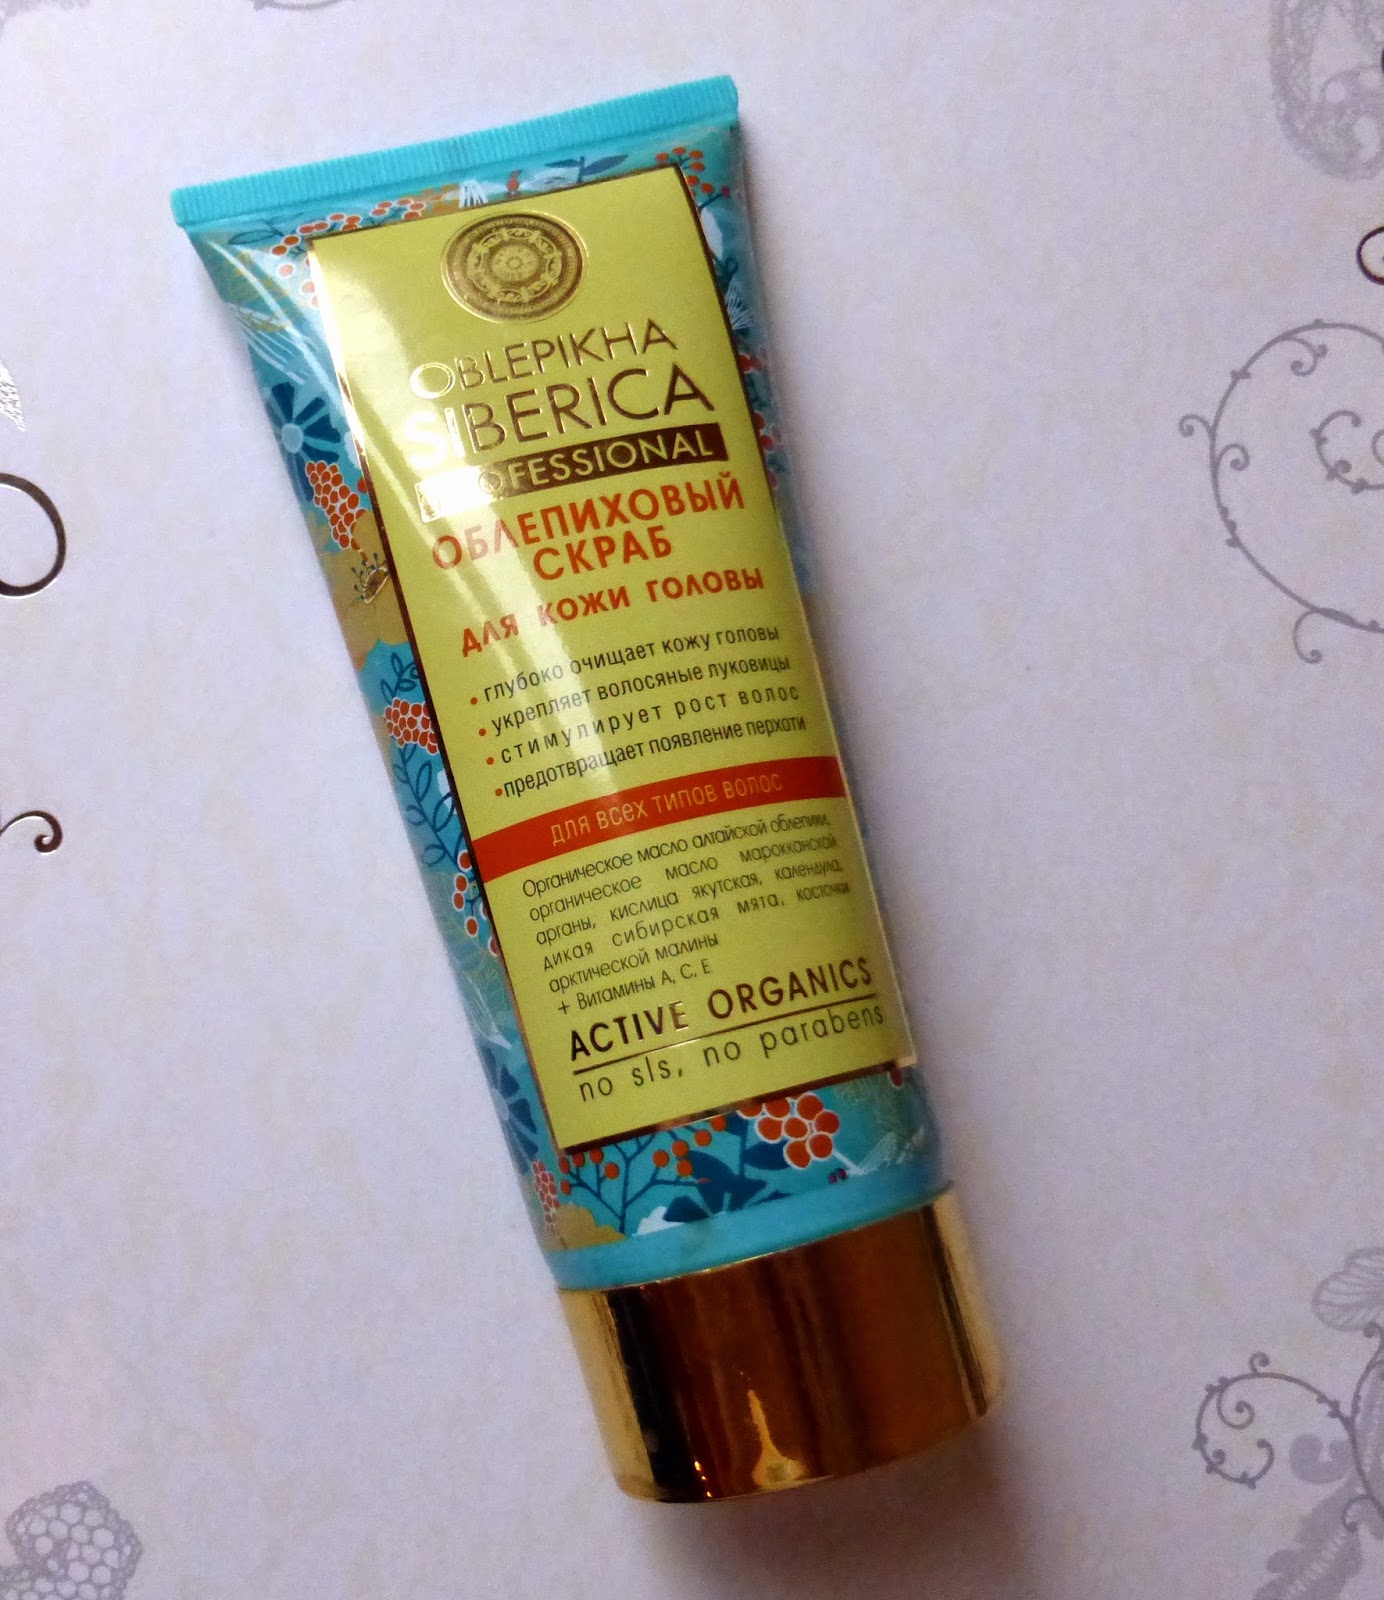 OBLEPIKHA
SIBERICA
PROFESSIONAL
ОБЛЕПИХОВЫЙ
СКРАБ
ДЛЯ КОЖИ ГОЛОВЫ
• глубоко очищает кожу головы
• укрепляет волосяные луковицы
• стимулирует рост волос
• предотвращает появление перхоти
ДЛЯ ВСЕХ ТИПОВ ВОЛОС
Органическое масло алтайской облепихи,
органическое масло марокканской
арганы, кислица якутская, календула,
дикая сибирская мята, косточки
арктической малины
+ Витамины А, С, Е
ACTIVE ORGANICS
no sls, no parabens